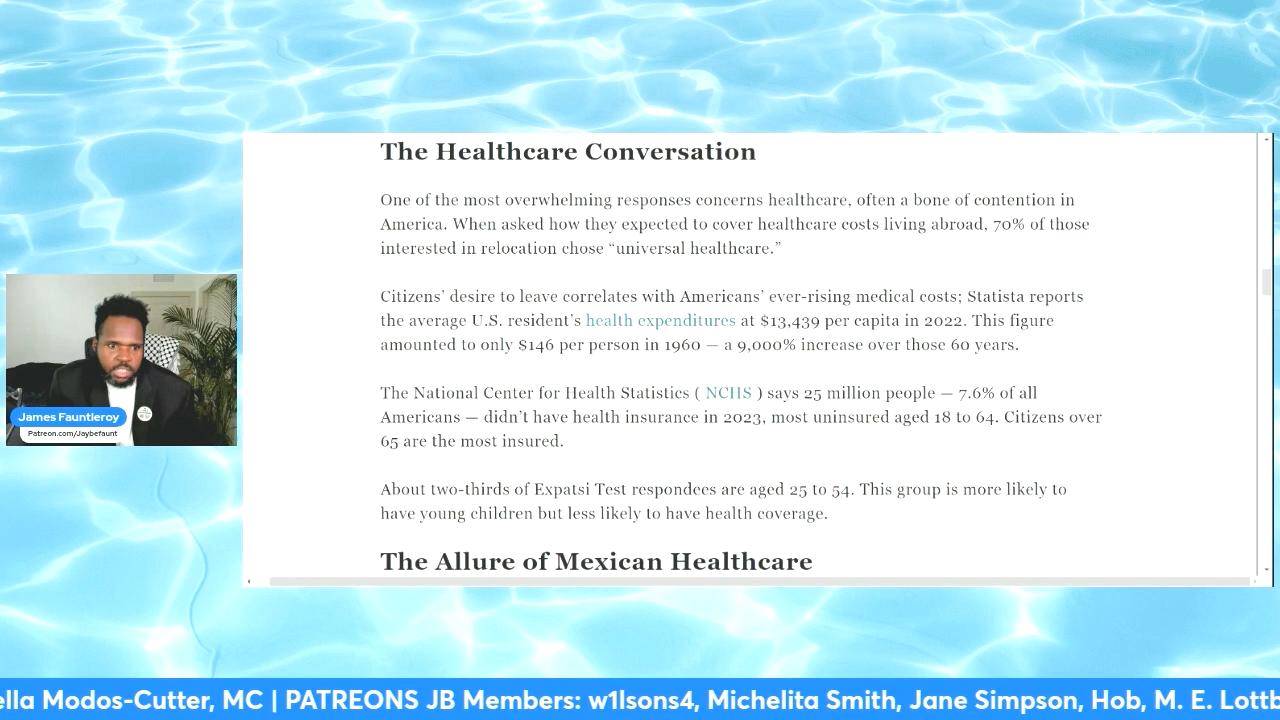 The Healthcare Conversation
One of the most overwhelming responses concerns healthcare, often a bone of contention in
America. When asked how they expected to cover healthcare costs living abroad, 70% of those
interested in relocation chose “universal healthcare.”
Citizens’ desire to leave correlates with Americans’ ever-rising medical costs; Statista reports
the average U.S. resident’s health expenditures at $13,439 per capita in 2022. This figure
amounted to only $146 per person in 1960 — a 9,000% increase over those 60 years.
The National Center for Health Statistics ( NCHS ) says 25 million people — 7.6% of all
Americans — didn’t have health insurance in 2023, most uninsured aged 18 to 64. Citizens over
65 are the most insured.
About two-thirds of Expatsi Test respondees are aged 25 to 54. This group is more likely to
have young children but less likely to have health coverage.
The Allure of Mexican Healthcare
James Fauntleroy
Patreon.com/Jaybefaunt
ella Modos-Cutter, MC | PATREONS JB Members: w1lsons4, Michelita Smith, Jane Simpson, Hob, M. E. Lottb